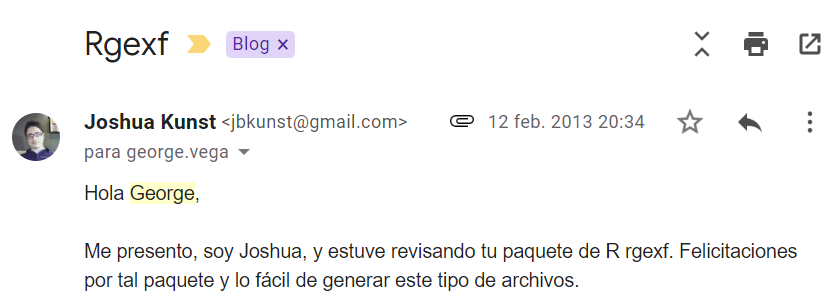 Rgexf
Blog ×
Joshua Kunst <jbkunst@gmail.com>
12 feb. 2013 20:34
para george.vega
Hola George,
Me presento, soy Joshua, y estuve revisando tu paquete de R rgexf. Felicitaciones
por tal paquete y lo fácil de generar este tipo de archivos.